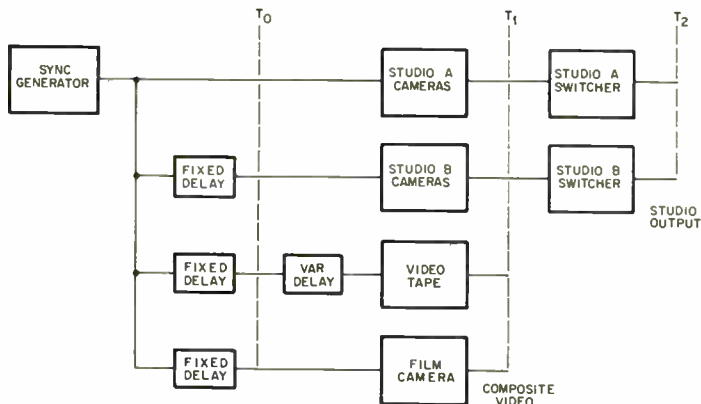 T0
T1
T2
SYNC
GENERATOR
STUDIO A
CAMERAS
STUDIO A
SWITCHER
FIXED
DELAY
STUDIO B
CAMERAS
STUDIO B
SWITCHER
STUDIO
OUTPUT
FIXED
DELAY
VAR
DELAY
VIDEO
TAPE
FIXED
DELAY
FILM
CAMERA
COMPOSITE
VIDEO